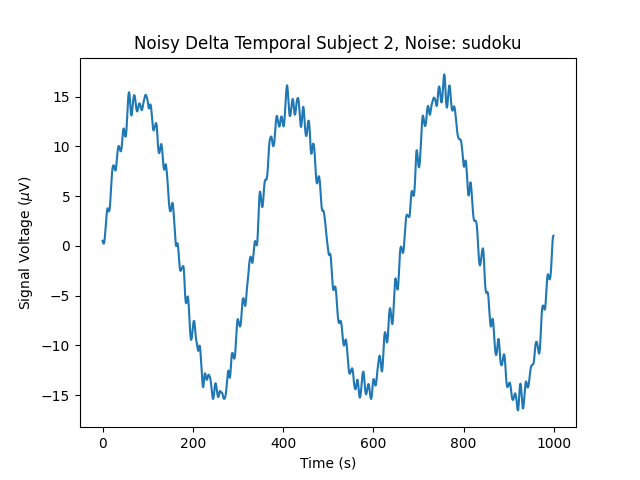 Noisy Delta Temporal Subject 2, Noise: sudoku
Signal Voltage (μV)
15
10
5
0
−5
−10
−15
0 200 400 600 800 1000
Time (s)